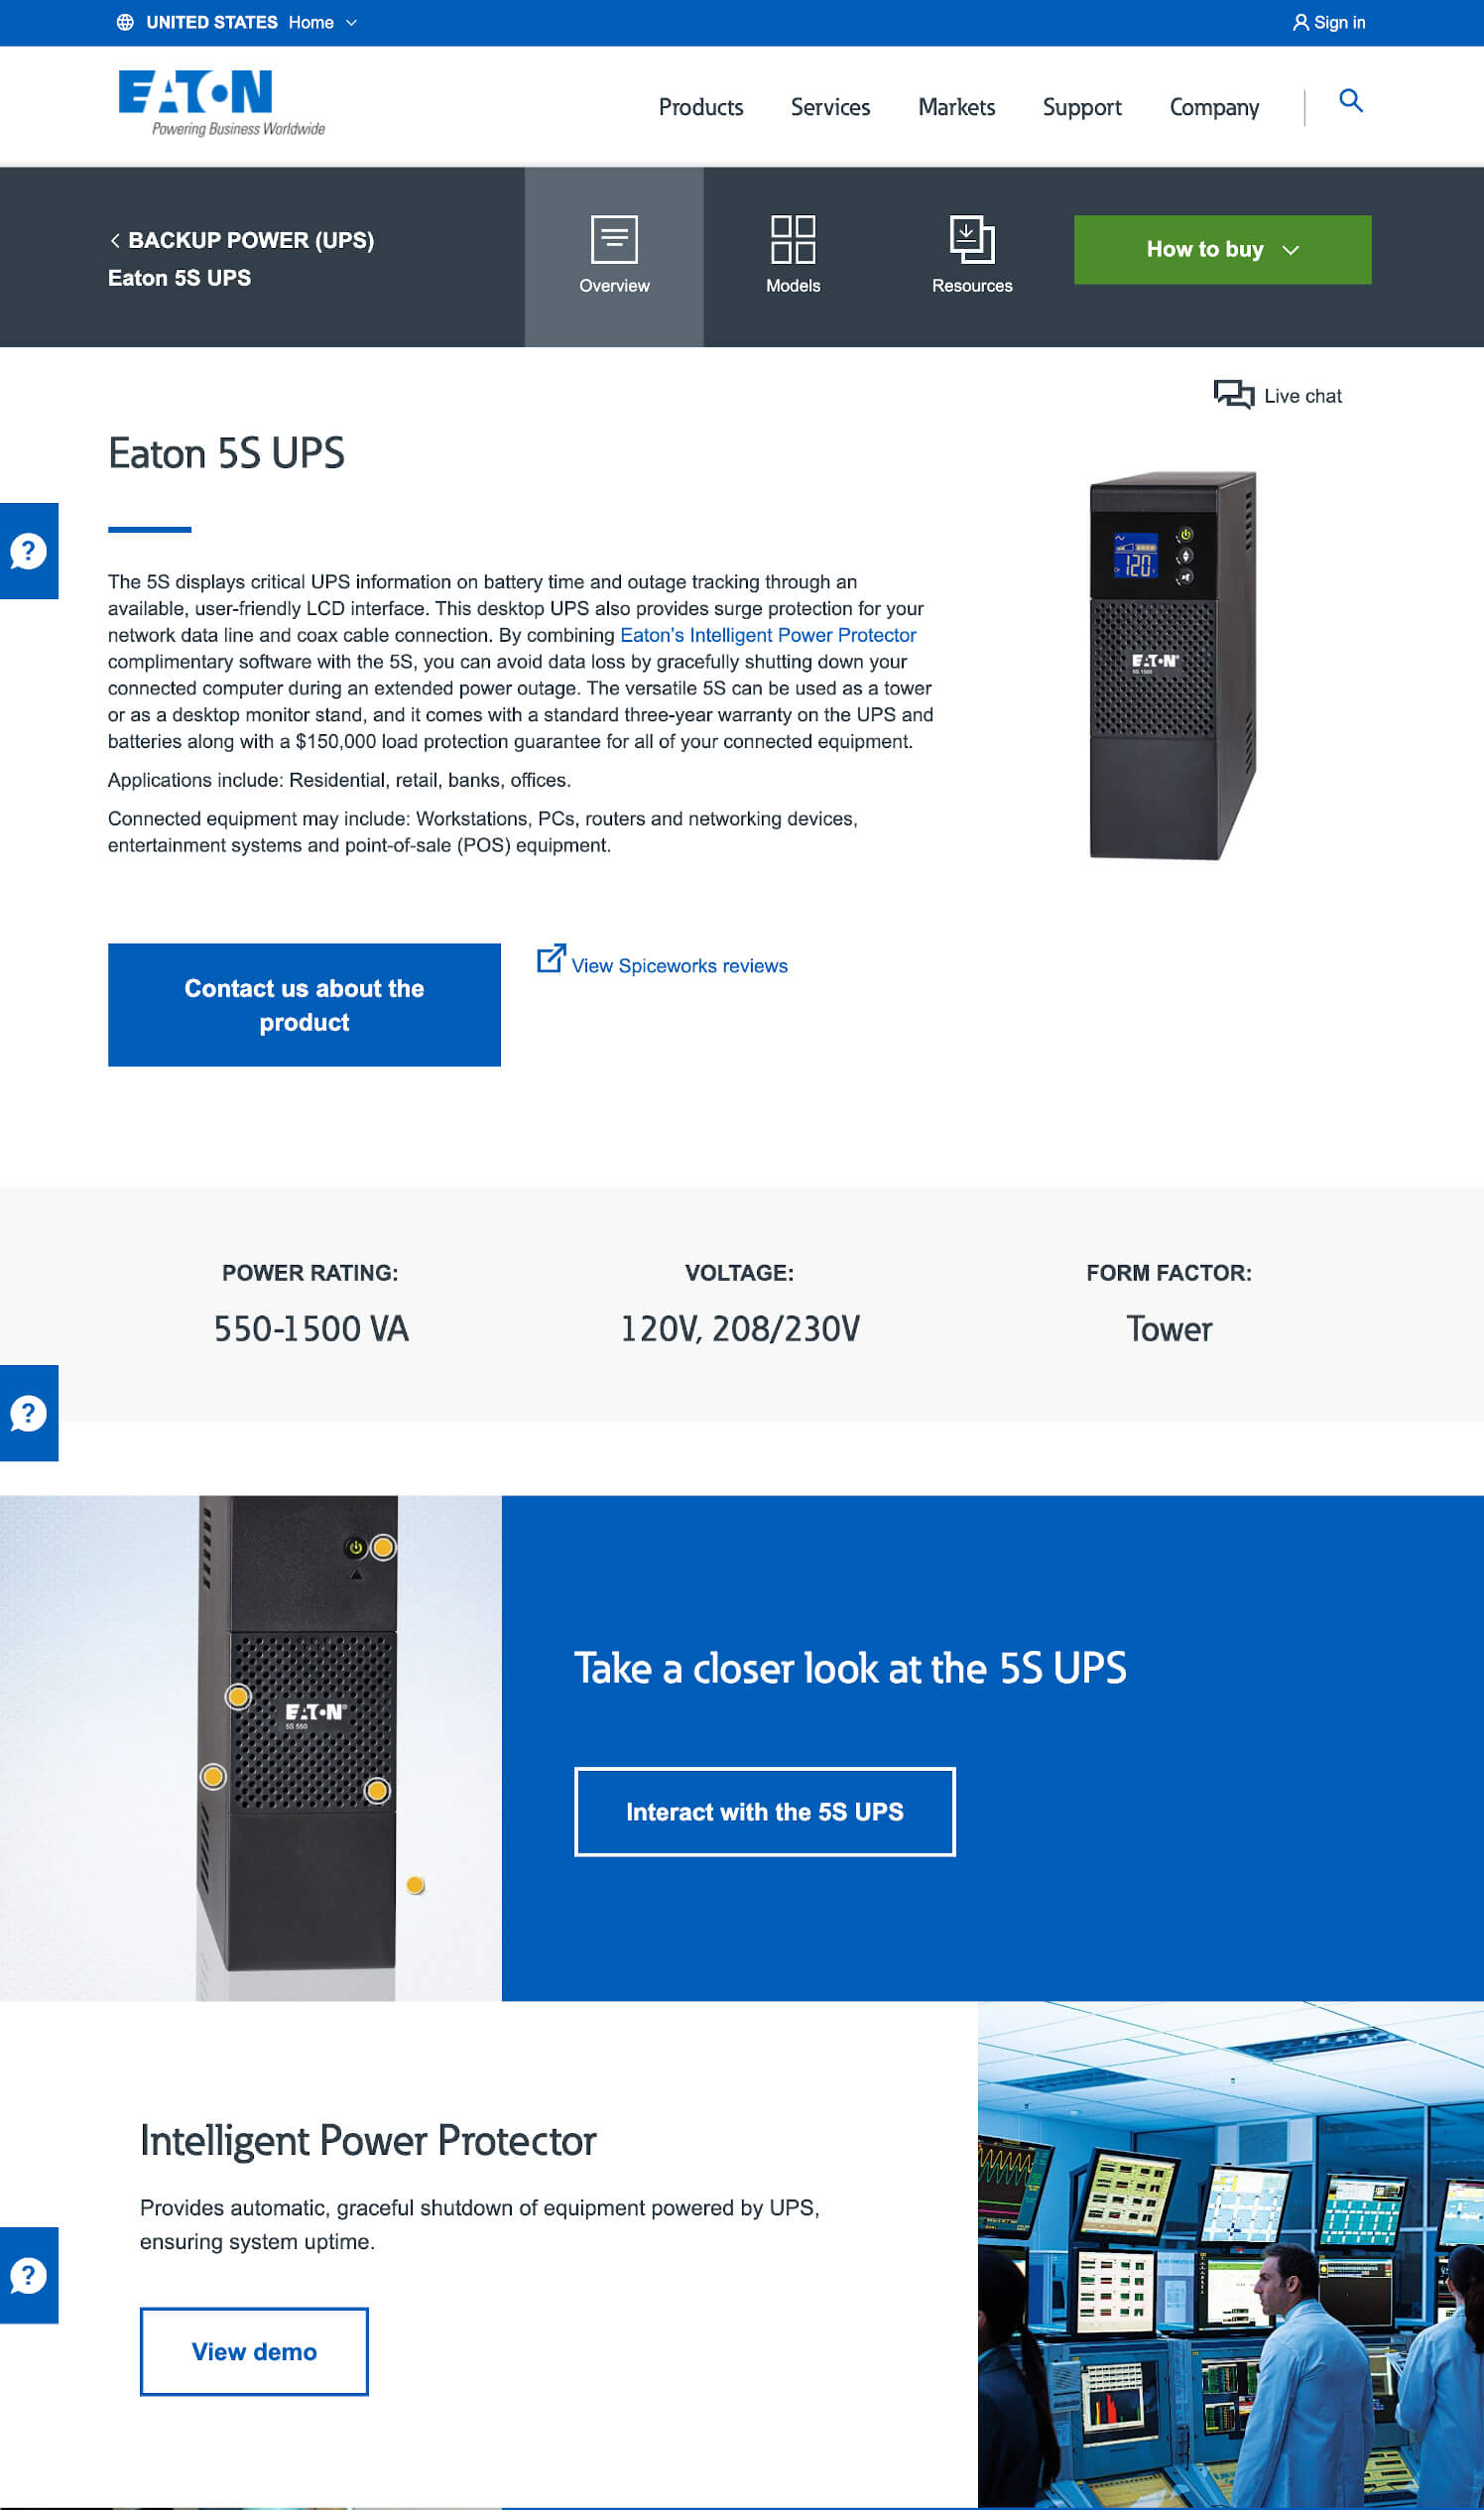 UNITED STATES Home
Sign in
EATON
Powering Business Worldwide
Products Services Markets Support Company
BACKUP POWER (UPS)
Eaton 5S UPS
Overview
Models
Resources
How to buy
Live chat
Eaton 5S UPS
The 5S displays critical UPS information on battery time and outage tracking through an
available, user-friendly LCD interface. This desktop UPS also provides surge protection for your
network data line and coax cable connection. By combining Eaton's Intelligent Power Protector
complimentary software with the 5S, you can avoid data loss by gracefully shutting down your
connected computer during an extended power outage. The versatile 5S can be used as a tower
or as a desktop monitor stand, and it comes with a standard three-year warranty on the UPS and
batteries along with a $150,000 load protection guarantee for all of your connected equipment.
Applications include: Residential, retail, banks, offices.
Connected equipment may include: Workstations, PCs, routers and networking devices,
entertainment systems and point-of-sale (POS) equipment.
120
EATON
5S 1500
Contact us about the
product
View Spiceworks reviews
POWER RATING:
550-1500 VA
VOLTAGE:
120V, 208/230V
FORM FACTOR:
Tower
EATON
5S 550
Take a closer look at the 5S UPS
Interact with the 5S UPS
Intelligent Power Protector
Provides automatic, graceful shutdown of equipment powered by UPS,
ensuring system uptime.
View demo